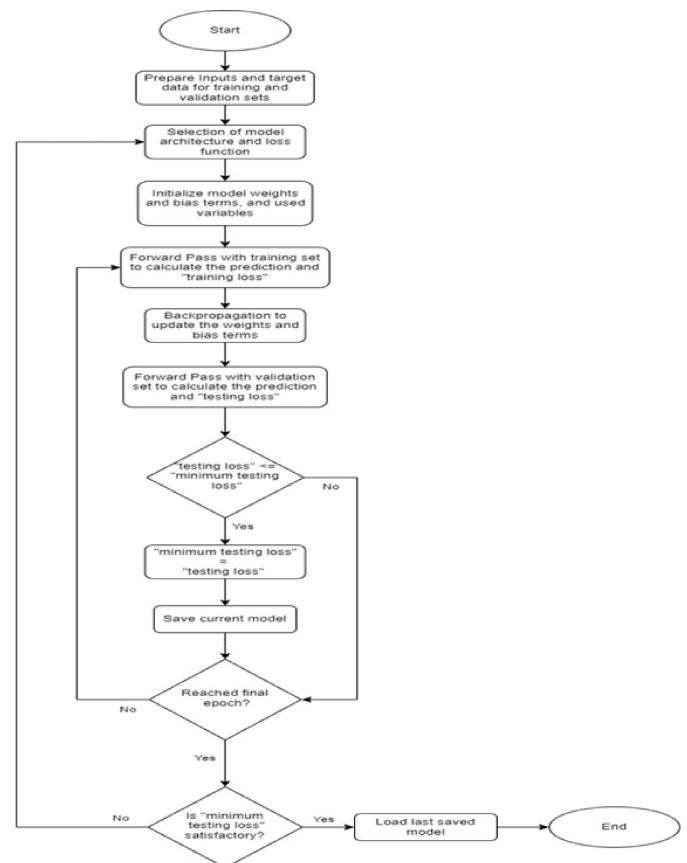 Start
Prepare Inputs and target
data for training and
validation sets
Selection of model
architecture and loss
function
Initialize model weights
and bias terms, and used
variables
Forward Pass with training set
to calculate the prediction and
"training loss"
Backpropagation to
update the weights and
bias terms
Forward Pass with validation
set to calculate the prediction
and "testing loss"
"testing loss" <=
"minimum testing
loss"
No
Yes
"minimum testing loss"
=
"testing loss"
Save current model
Reached final
epoch?
No
Yes
Is "minimum
testing loss"
satisfactory?
No
Yes
Load last saved
model
End